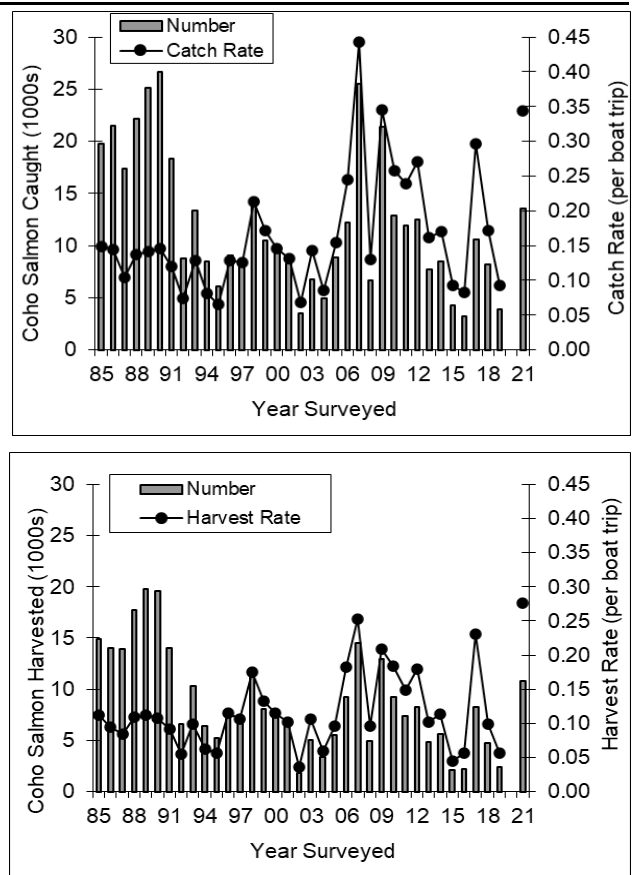 Number
Catch Rate
Coho Salmon Caught (1000s)
30
25
20
15
10
5
0
0.45
0.40
0.35
0.30
0.25
0.20
0.15
0.10
0.05
0.00
Catch Rate (per boat trip)
85 88 91 94 97 00 03 06 09 12 15 18 21
Year Surveyed
Number
Harvest Rate
Coho Salmon Harvested (1000s)
30
25
20
15
10
5
0
0.45
0.40
0.35
0.30
0.25
0.20
0.15
0.10
0.05
0.00
Harvest Rate (per boat trip)
85 88 91 94 97 00 03 06 09 12 15 18 21
Year Surveyed